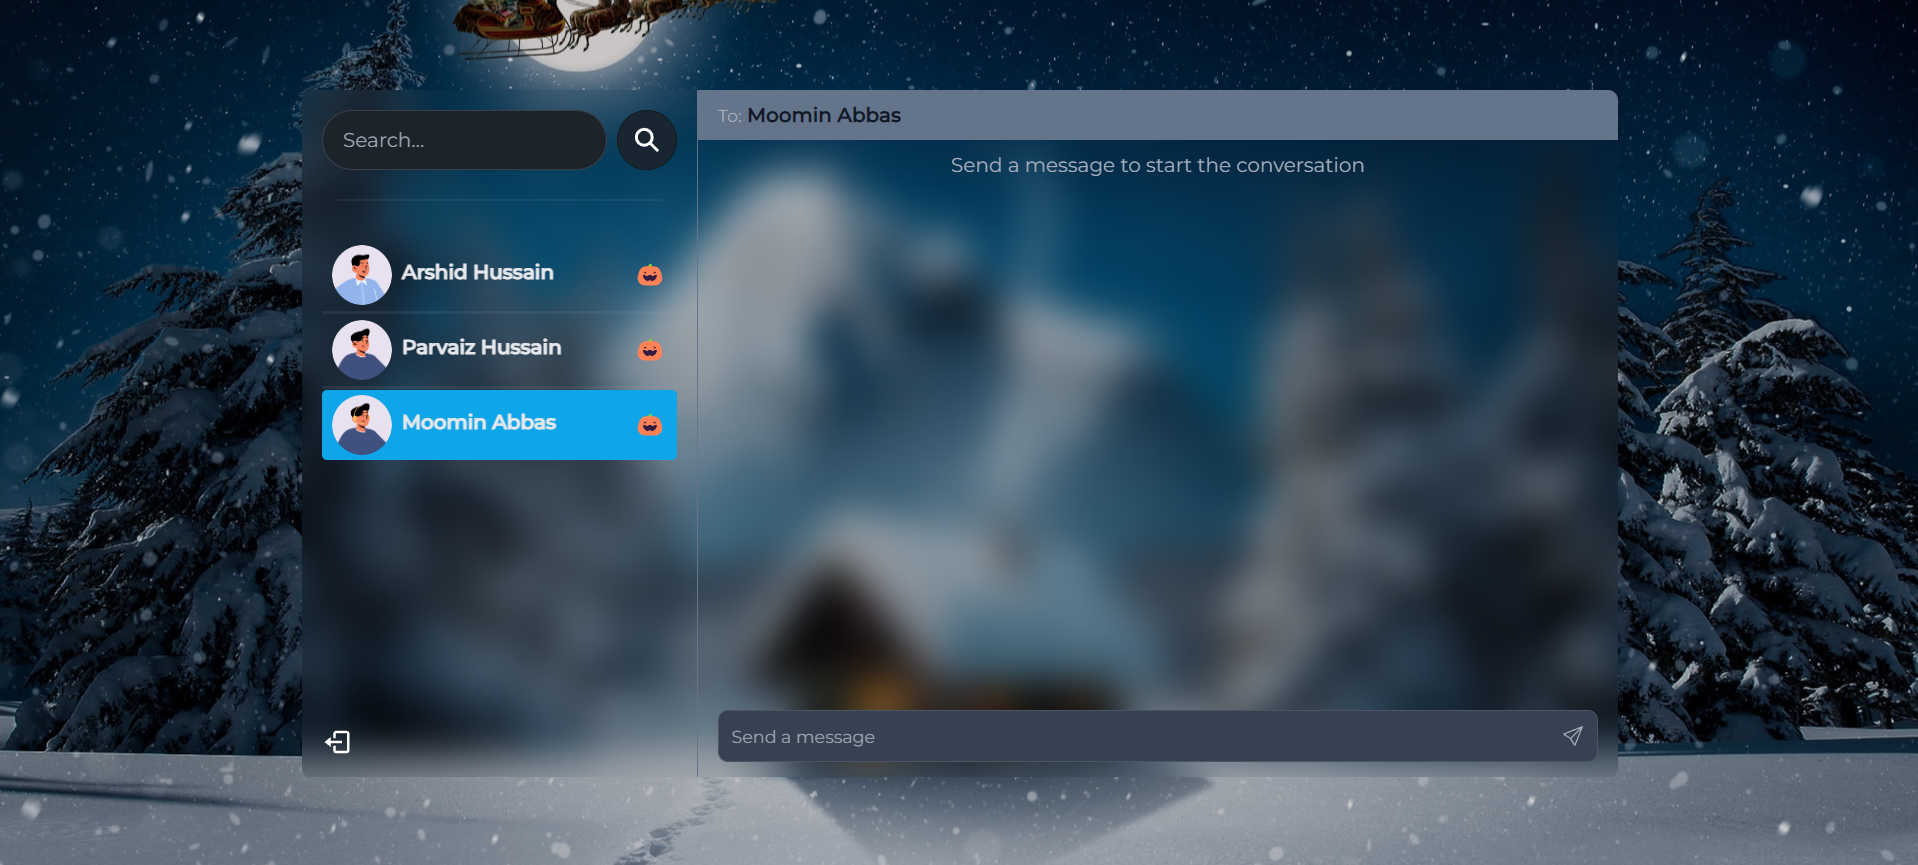 Search...
Arshid Hussain
Parvaiz Hussain
Moomin Abbas
To: Moomin Abbas
Send a message to start the conversation
Send a message